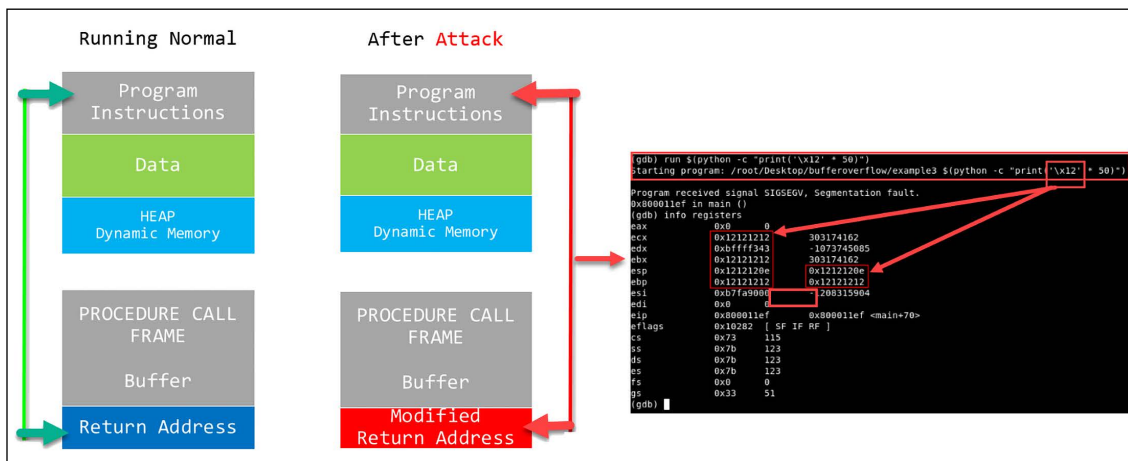 Running Normal
Program
Instructions
Data
HEAP
Dynamic Memory
PROCEDURE CALL
FRAME
Buffer
Return Address
After Attack
Program
Instructions
Data
HEAP
Dynamic Memory
PROCEDURE CALL
FRAME
Buffer
Modified
Return Address
(gdb) run $(python -c "print('\x12' * 50)")
Starting program: /root/Desktop/bufferoverflow/example3 $(python -c "print('\x12' * 50)")
Program received signal SIGSEGV, Segmentation fault.
0x800011ef in main ()
(gdb) info registers
eax 0x0 0
ecx 0x12121212 303174162
edx 0xbffff343 -1073745085
ebx 0x12121212 303174162
esp 0x1212120e 0x1212120e
ebp 0x12121212 0x12121212
esi 0xb7fa9000 -1208315904
edi 0x0 0
eip 0x800011ef 0x800011ef <main+70>
eflags 0x10282 [ SF IF RF ]
cs 0x73 115
ss 0x7b 123
ds 0x7b 123
es 0x7b 123
fs 0x0 0
gs 0x33 51
(gdb)